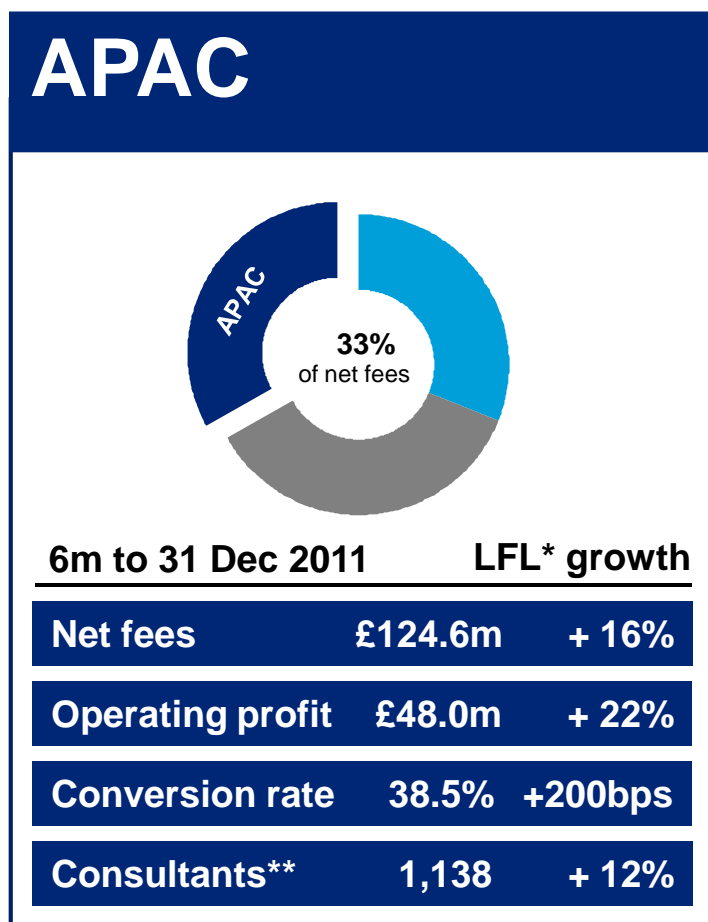 APAC
APAC
33%
of net fees
6m to 31 Dec 2011 LFL* growth
Net fees £124.6m + 16%
Operating profit £48.0m + 22%
Conversion rate 38.5% +200bps
Consultants** 1,138 + 12%